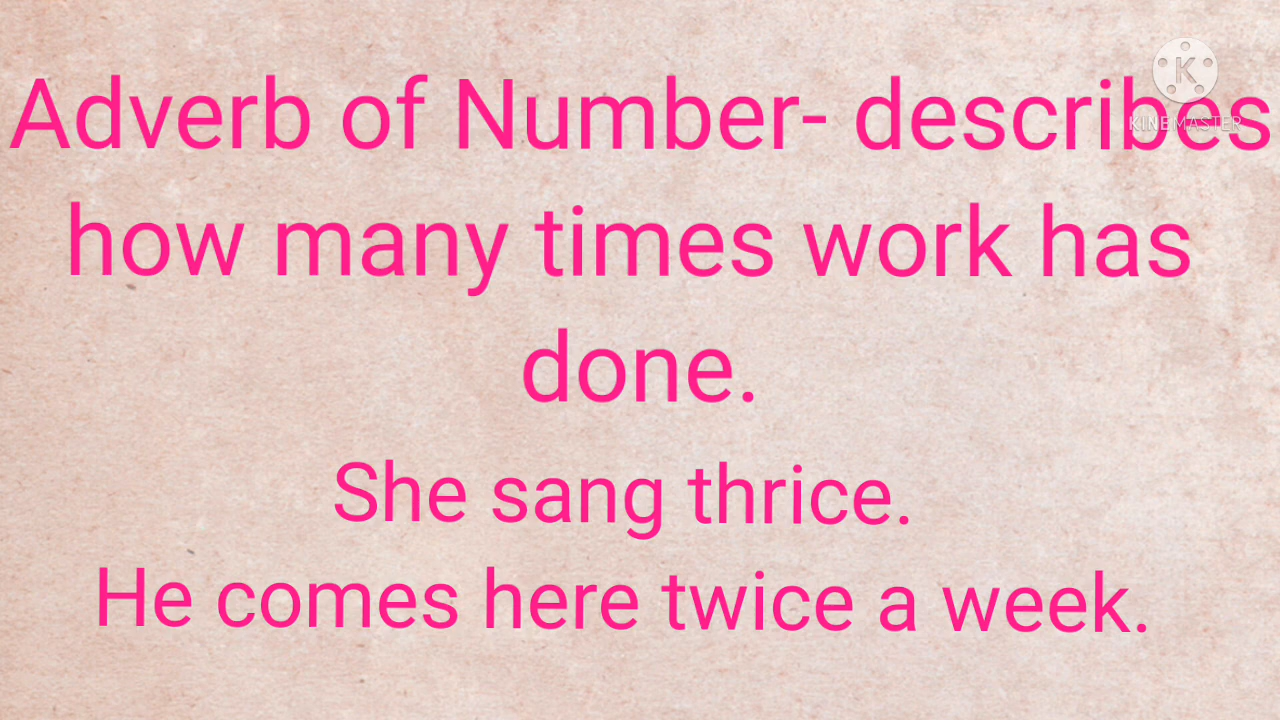 Adverb of Number- describes
how many times work has
done.
She sang thrice.
He comes here twice a week.
K
KINEMASTER